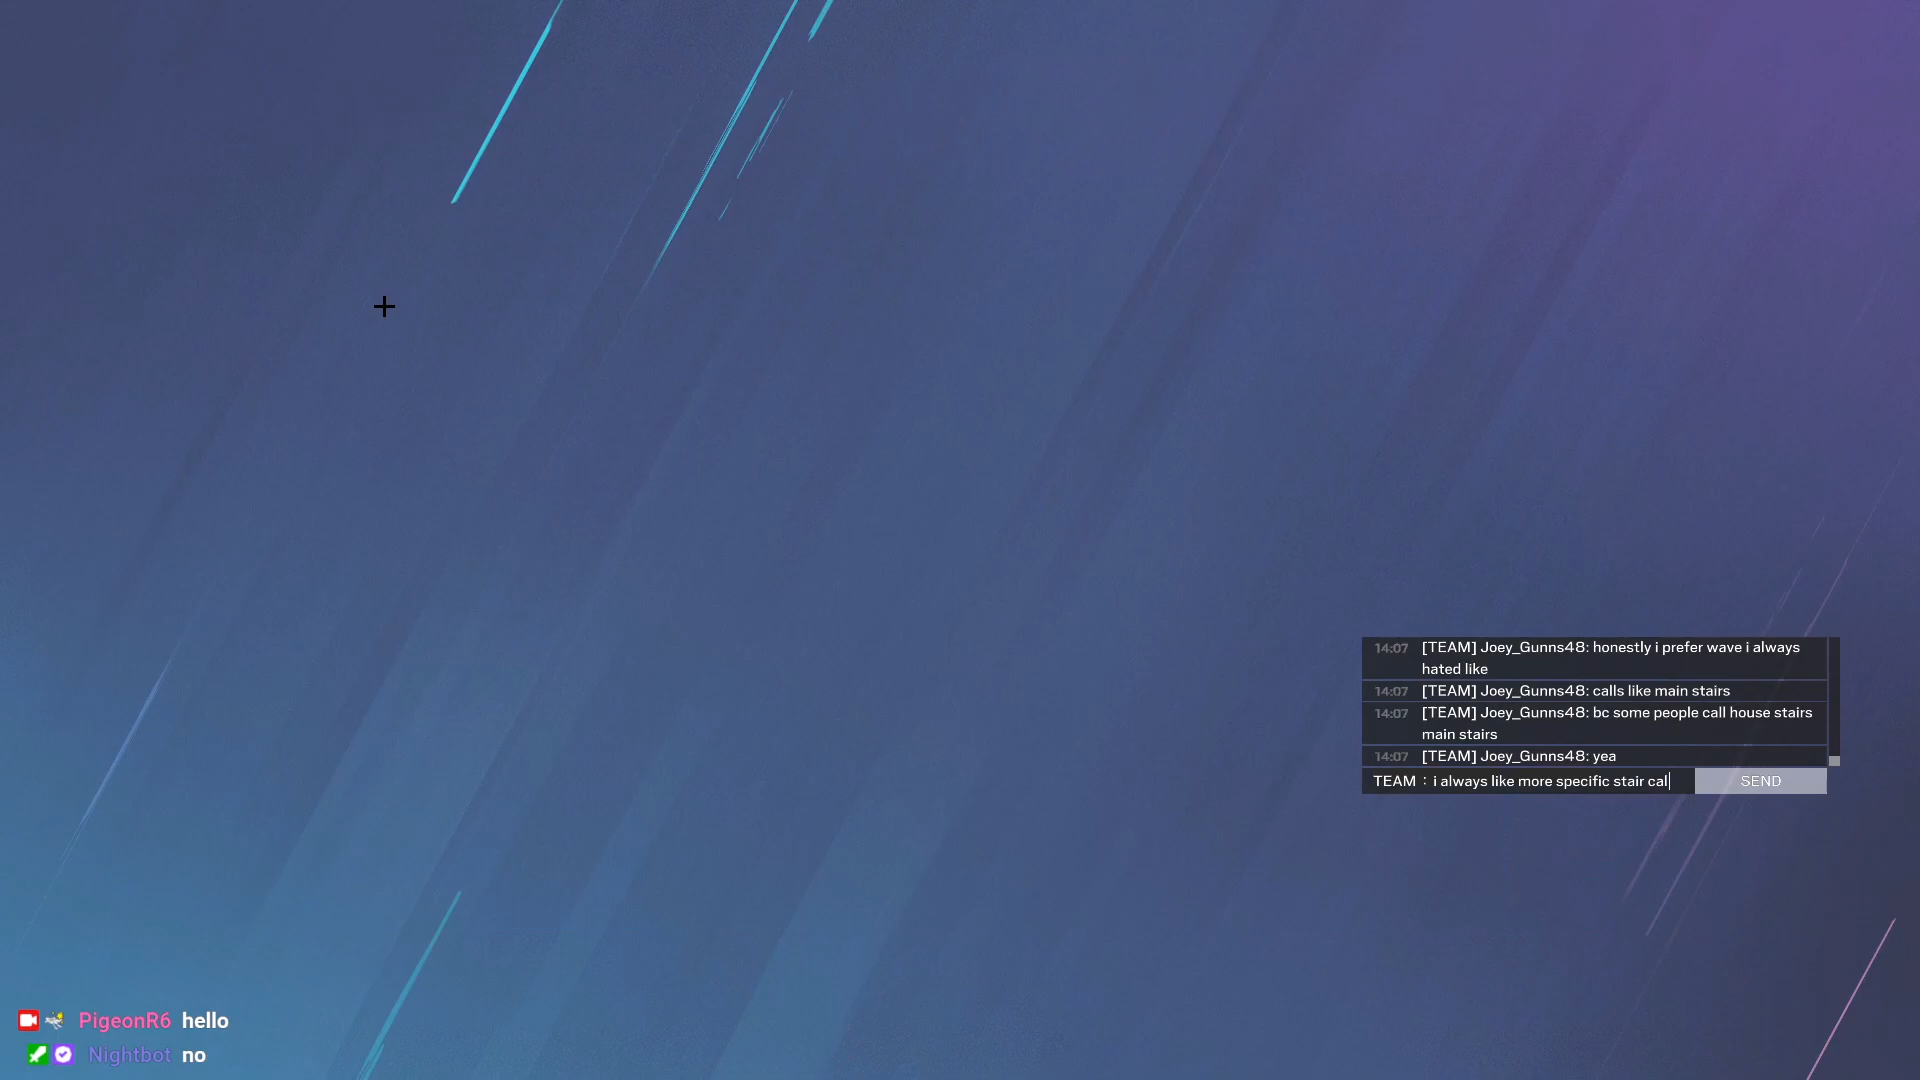 14:07 [TEAM] Joey_Gunns48: honestly i prefer wave i always
hated like
14:07 [TEAM] Joey_Gunns48: calls like main stairs
14:07 [TEAM] Joey_Gunns48: bc some people call house stairs
main stairs
14:07 [TEAM] Joey_Gunns48: yea
TEAM : i always like more specific stair cal SEND
PigeonR6 hello
Nightbot no